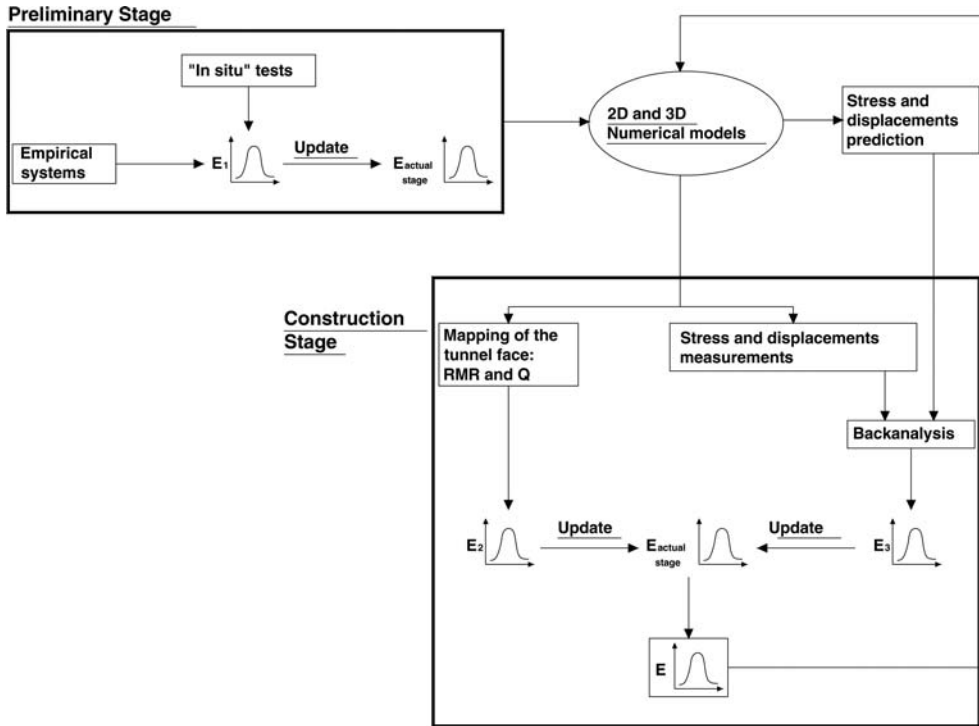 Preliminary Stage
"In situ" tests
Empirical
systems
E1
Update
Eactual
stage
2D and 3D
Numerical models
Stress and
displacements
prediction
Construction
Stage
Mapping of the
tunnel face:
RMR and Q
Stress and displacements
measurements
Backanalysis
E2
Update
Eactual
stage
Update
E3
E